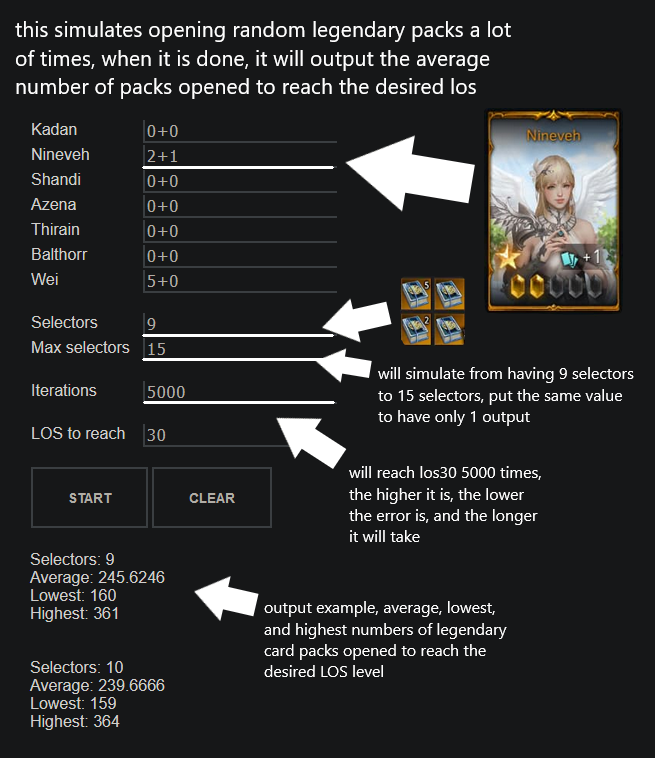 this simulates opening random legendary packs a lot
of times, when it is done, it will output the average
number of packs opened to reach the desired los
Kadan 0+0
Nineveh 2+1
Shandi 0+0
Azena 0+0
Thirain 0+0
Balthorr 0+0
Wei 5+0
Nineveh
+1
5
2
Selectors 9
Max selectors 15
will simulate from having 9 selectors
to 15 selectors, put the same value
to have only 1 output
Iterations 5000
LOS to reach 30
will reach los30 5000 times,
the higher it is, the lower
the error is, and the longer
it will take
START CLEAR
Selectors: 9
Average: 245.6246
Lowest: 160
Highest: 361
output example, average, lowest,
and highest numbers of legendary
card packs opened to reach the
desired LOS level
Selectors: 10
Average: 239.6666
Lowest: 159
Highest: 364